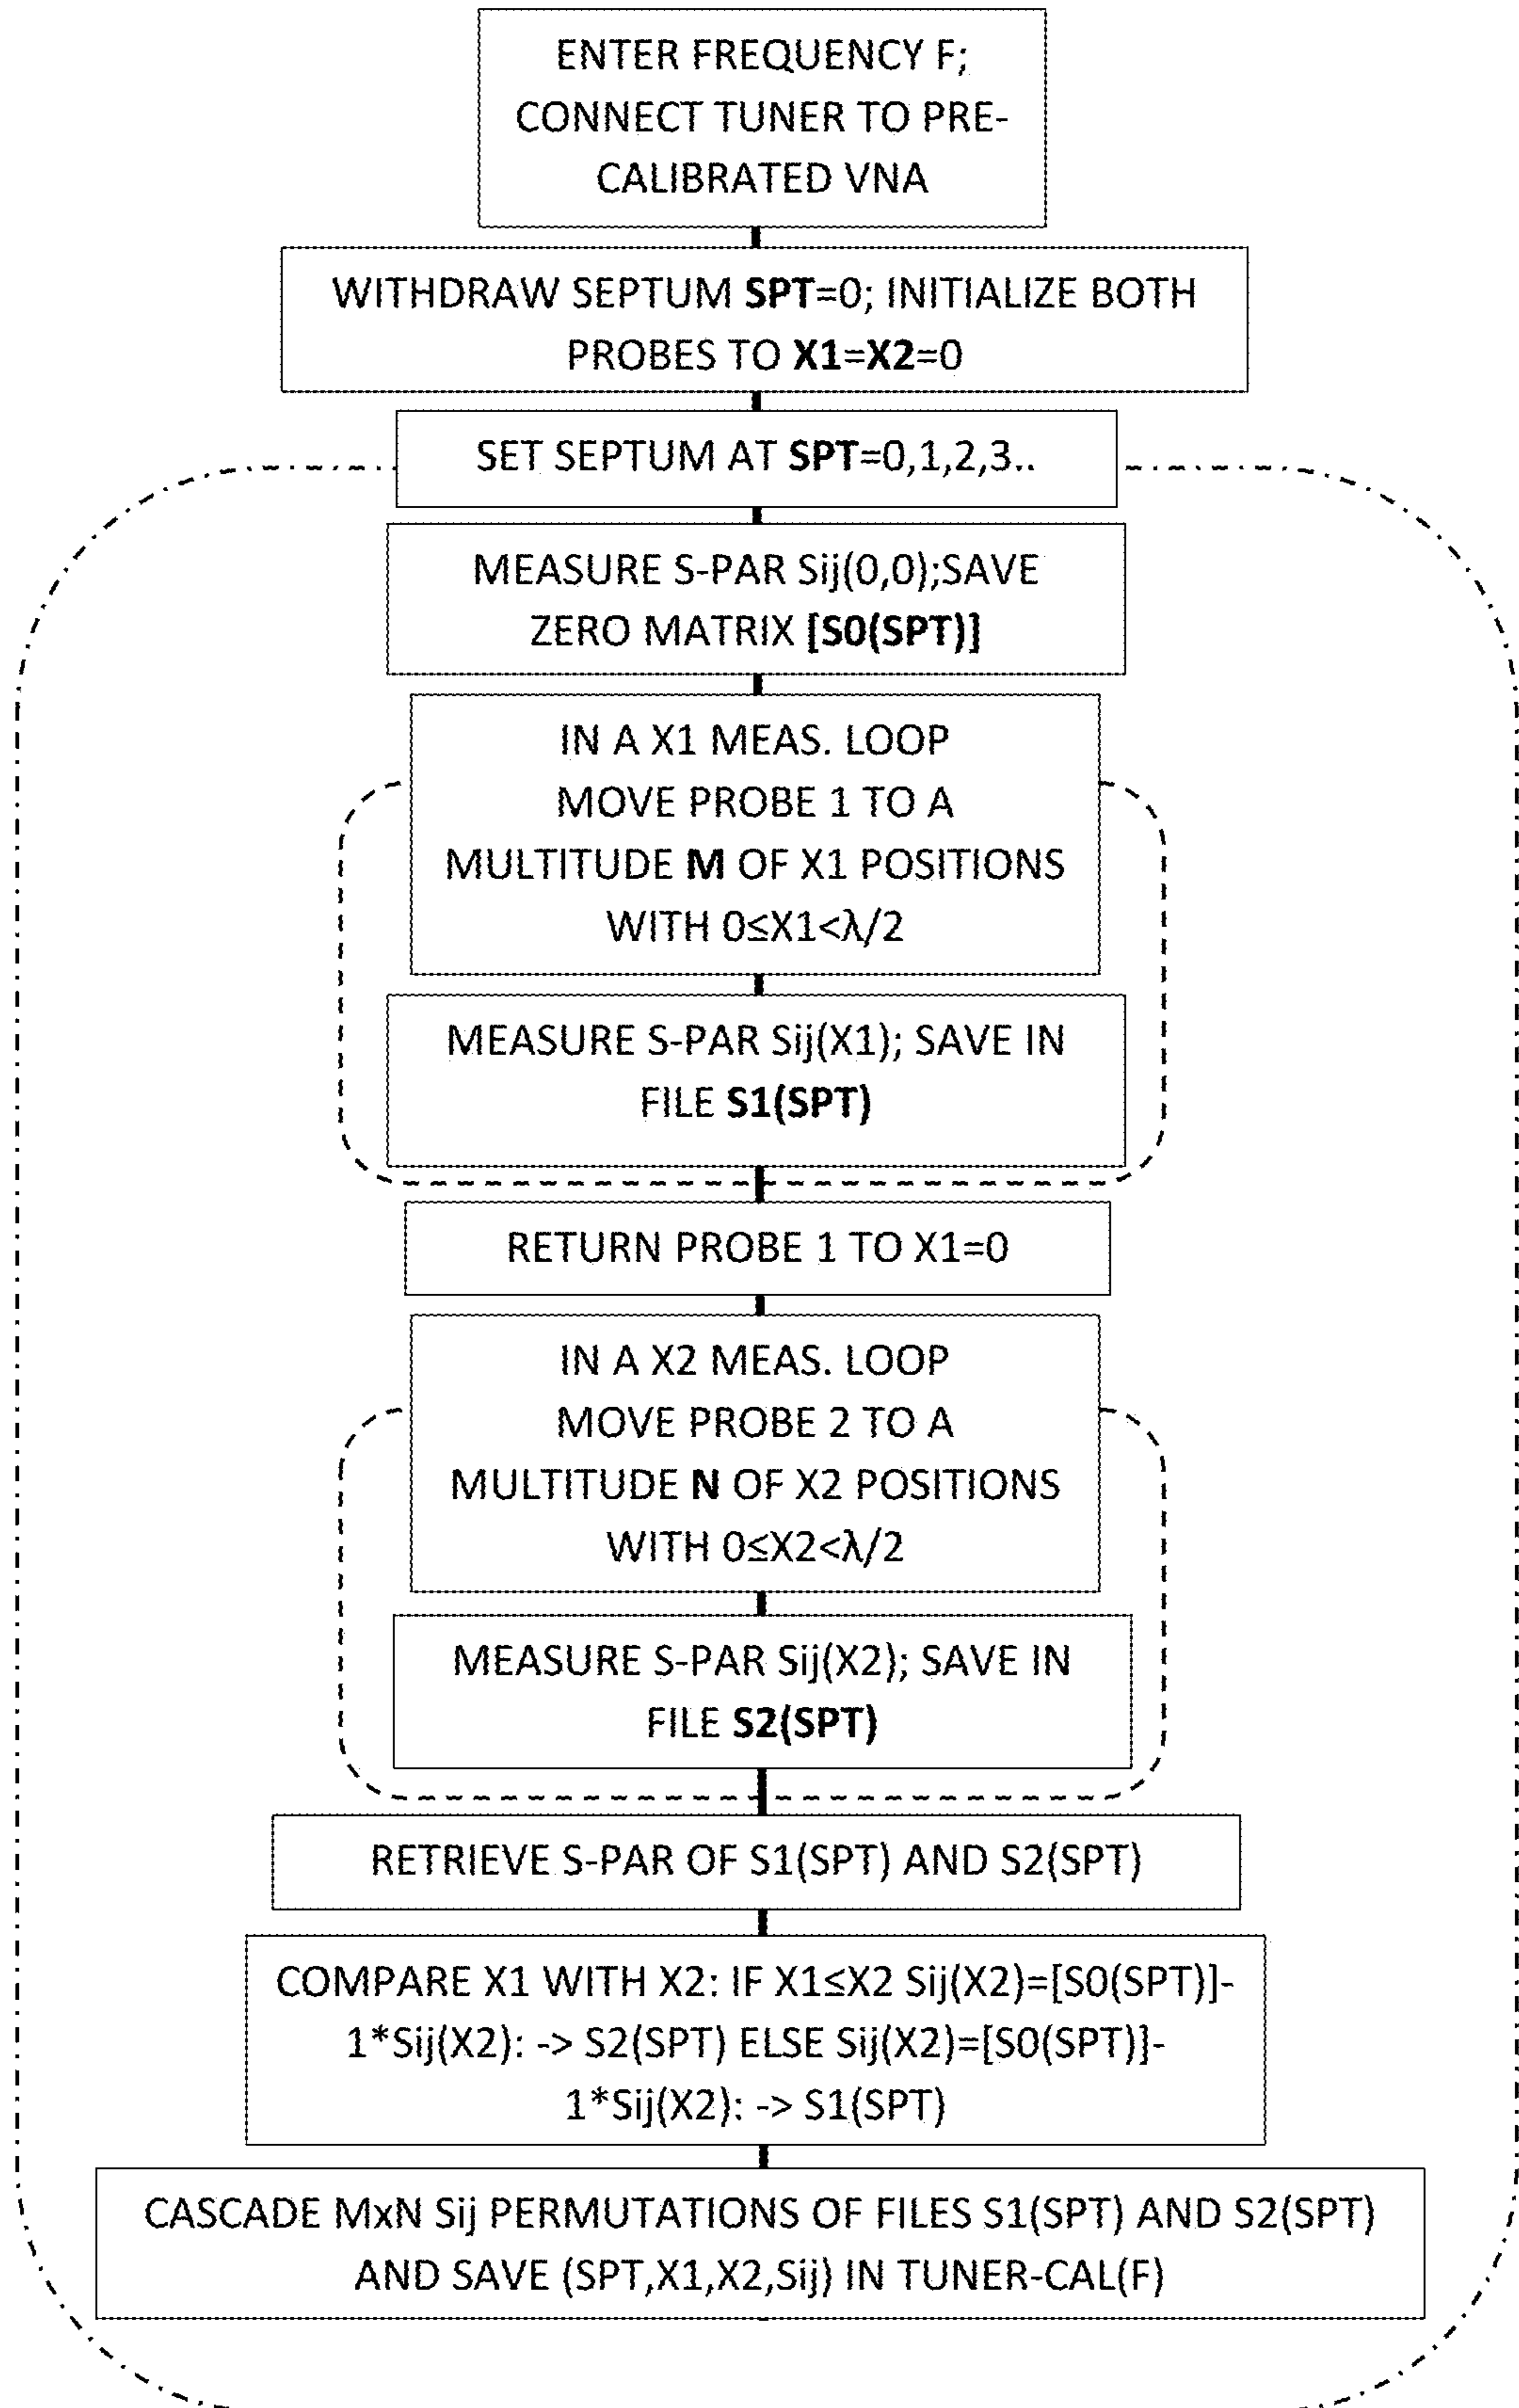 ENTER FREQUENCY F;
CONNECT TUNER TO PRE-
CALIBRATED VNA
WITHDRAW SEPTUM SPT=0; INITIALIZE BOTH
PROBES TO X1=X2=0
SET SEPTUM AT SPT=0,1,2,3..
MEASURE S-PAR Sij(0,0);SAVE
ZERO MATRIX [S0(SPT)]
IN A X1 MEAS. LOOP
MOVE PROBE 1 TO A
MULTITUDE M OF X1 POSITIONS
WITH 0≤X1<λ/2
MEASURE S-PAR Sij(X1); SAVE IN
FILE S1(SPT)
RETURN PROBE 1 TO X1=0
IN A X2 MEAS. LOOP
MOVE PROBE 2 TO A
MULTITUDE N OF X2 POSITIONS
WITH 0≤X2<λ/2
MEASURE S-PAR Sij(X2); SAVE IN
FILE S2(SPT)
RETRIEVE S-PAR OF S1(SPT) AND S2(SPT)
COMPARE X1 WITH X2: IF X1≤X2 Sij(X2)=[S0(SPT)]-
1*Sij(X2): -> S2(SPT) ELSE Sij(X2)=[S0(SPT)]-
1*Sij(X2): -> S1(SPT)
CASCADE MxN Sij PERMUTATIONS OF FILES S1(SPT) AND S2(SPT)
AND SAVE (SPT,X1,X2,Sij) IN TUNER-CAL(F)